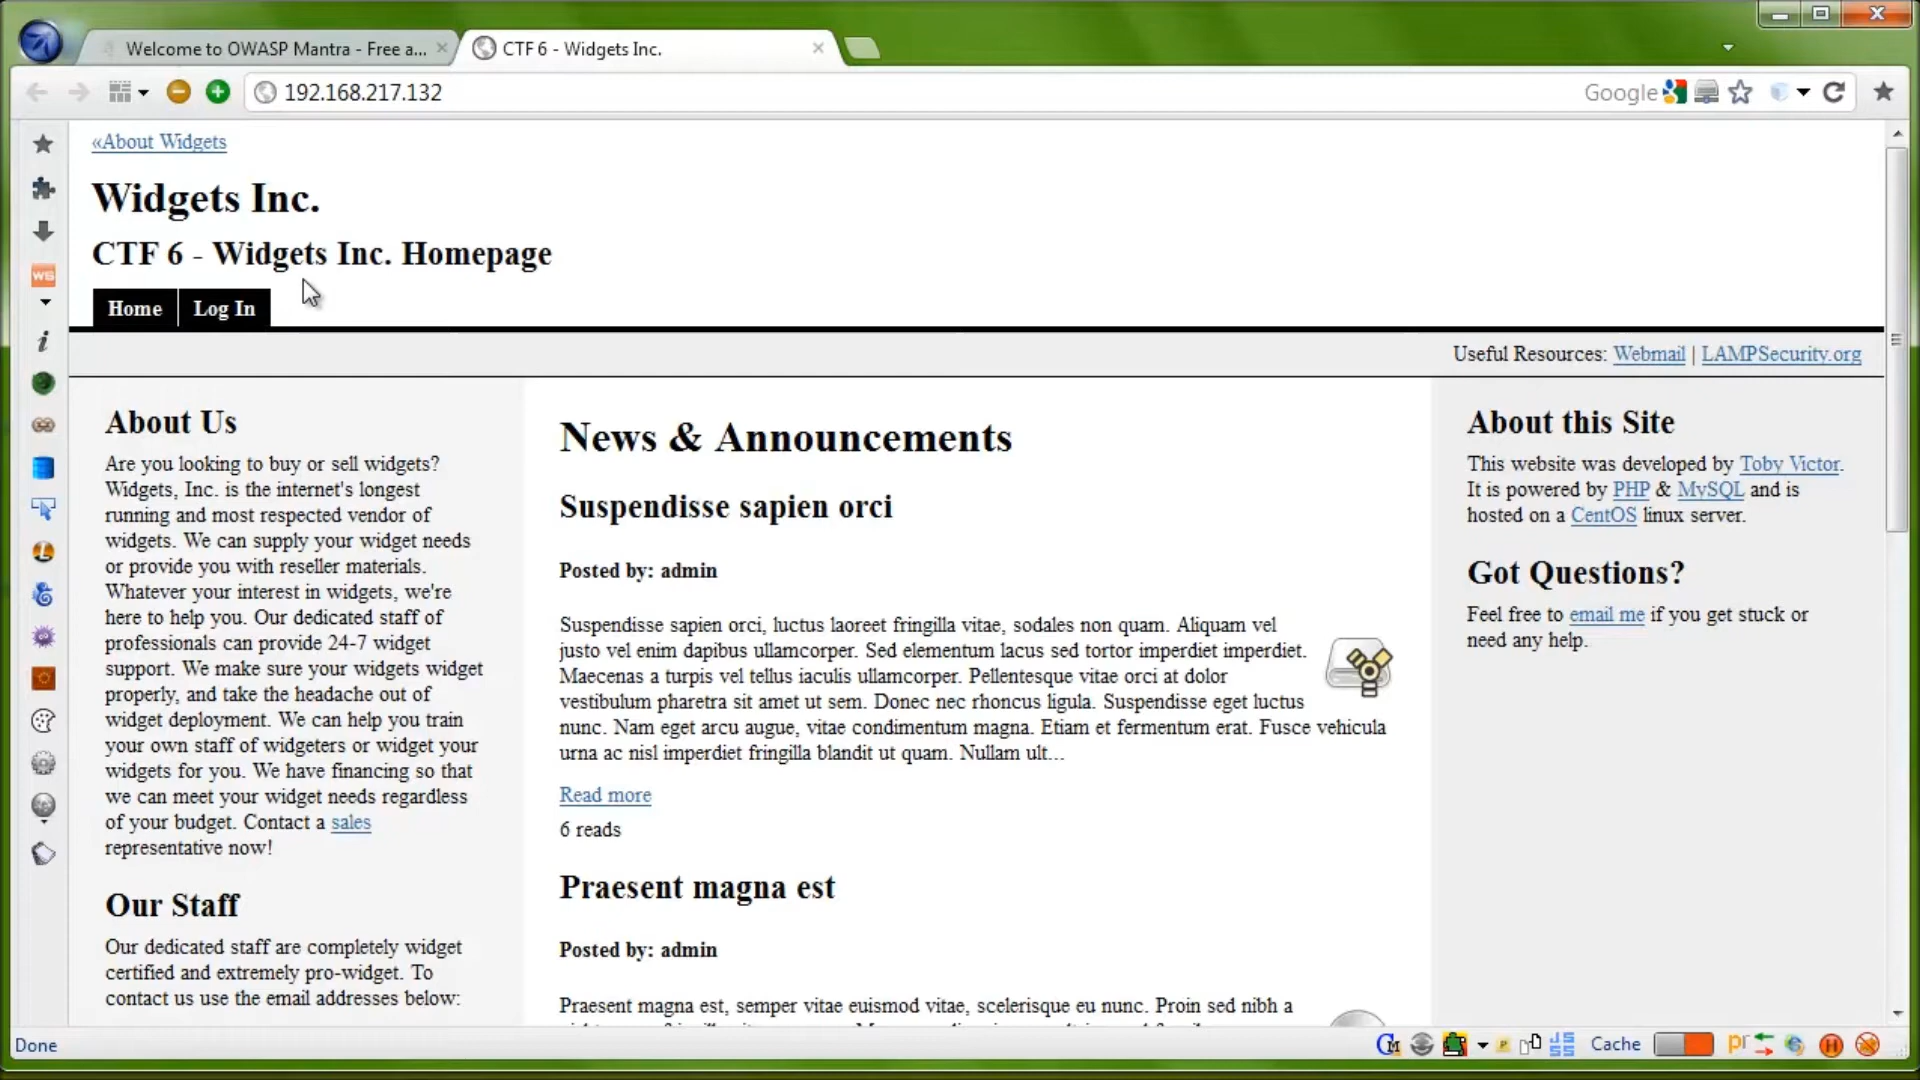 Welcome to OWASP Mantra - Free a...
CTF 6 - Widgets Inc.
192.168.217.132
Google
«About Widgets
Widgets Inc.
CTF 6 - Widgets Inc. Homepage
Home
Log In
Useful Resources: Webmail | LAMPSecurity.org
About Us
Are you looking to buy or sell widgets?
Widgets, Inc. is the internet's longest
running and most respected vendor of
widgets. We can supply your widget needs
or provide you with reseller materials.
Whatever your interest in widgets, we're
here to help you. Our dedicated staff of
professionals can provide 24-7 widget
support. We make sure your widgets widget
properly, and take the headache out of
widget deployment. We can help you train
your own staff of widgeters or widget your
widgets for you. We have financing so that
we can meet your widget needs regardless
of your budget. Contact a sales
representative now!
Our Staff
Our dedicated staff are completely widget
certified and extremely pro-widget. To
contact us use the email addresses below:
News & Announcements
Suspendisse sapien orci
Posted by: admin
Suspendisse sapien orci, luctus laoreet fringilla vitae, sodales non quam. Aliquam vel
justo vel enim dapibus ullamcorper. Sed elementum lacus sed tortor imperdiet imperdiet.
Maecenas a turpis vel tellus iaculis ullamcorper. Pellentesque vitae orci at dolor
vestibulum pharetra sit amet ut sem. Donec nec rhoncus ligula. Suspendisse eget luctus
nunc. Nam eget arcu augue, vitae condimentum magna. Etiam et fermentum erat. Fusce vehicula
urna ac nisl imperdiet fringilla blandit ut quam. Nullam ult...
Read more
6 reads
Praesent magna est
Posted by: admin
Praesent magna est, semper vitae euismod vitae, scelerisque eu nunc. Proin sed nibh a
About this Site
This website was developed by Toby Victor.
It is powered by PHP & MySQL and is
hosted on a CentOS linux server.
Got Questions?
Feel free to email me if you get stuck or
need any help.
Done
Cache